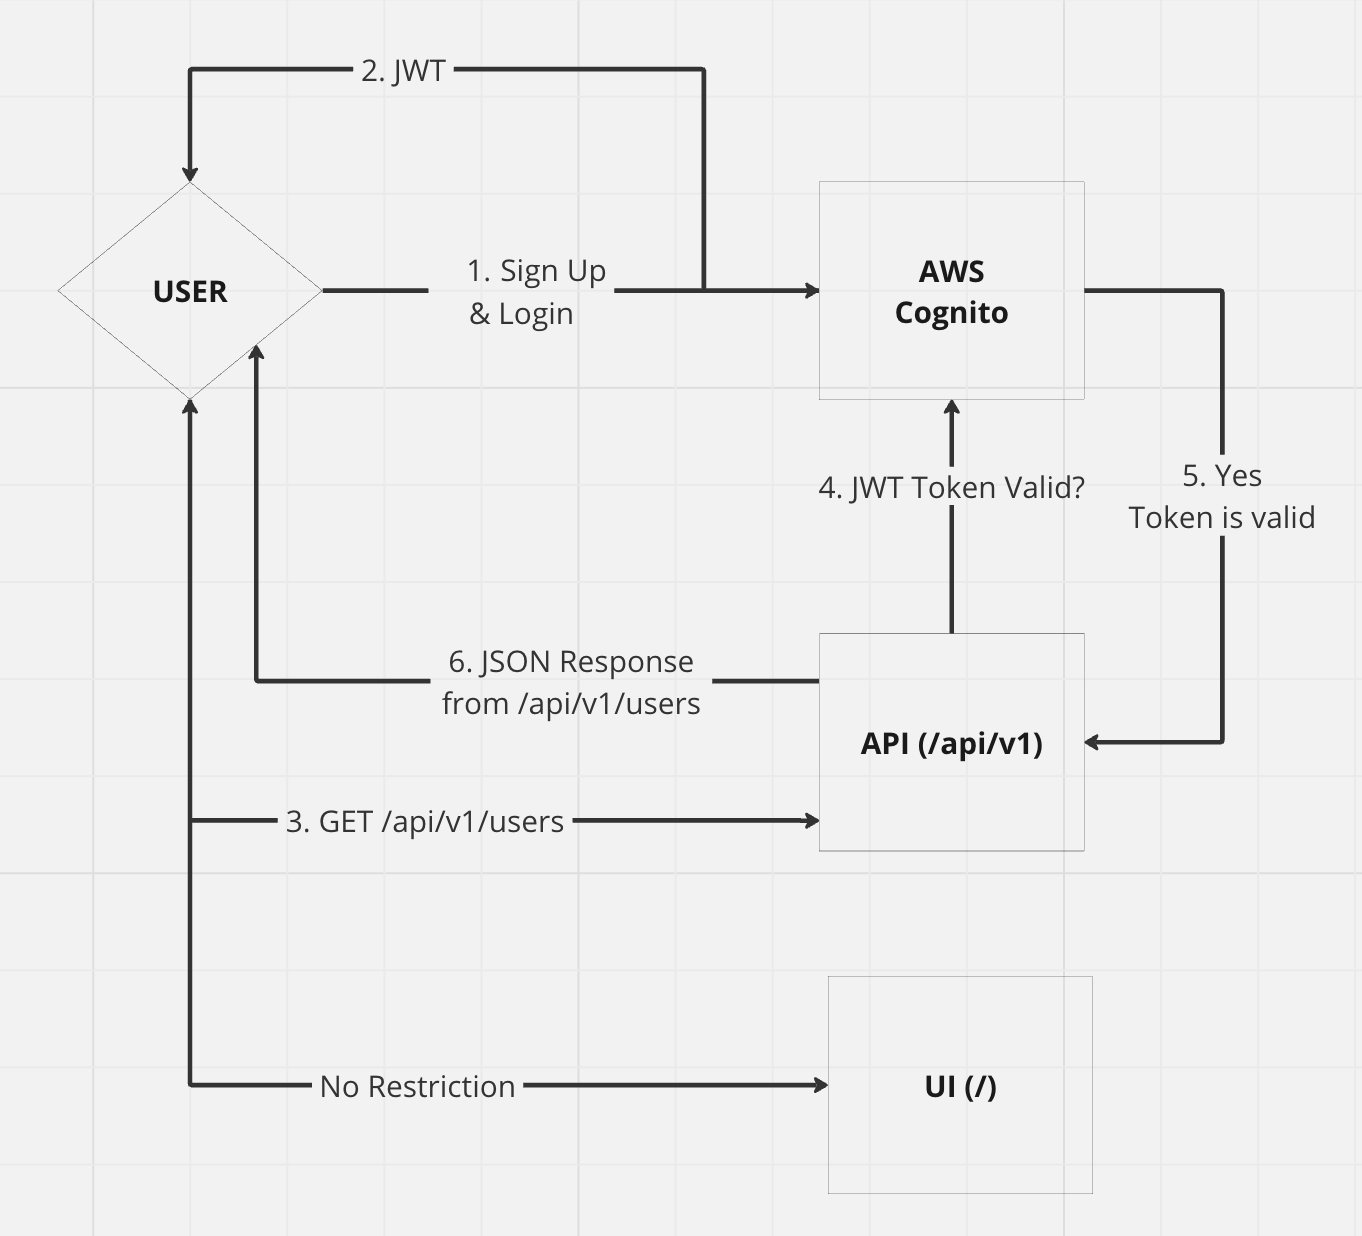 2. JWT
USER
1. Sign Up
& Login
AWS
Cognito
4. JWT Token Valid?
5. Yes
Token is valid
6. JSON Response
from /api/v1/users
API (/api/v1)
3. GET /api/v1/users
No Restriction
UI (/)